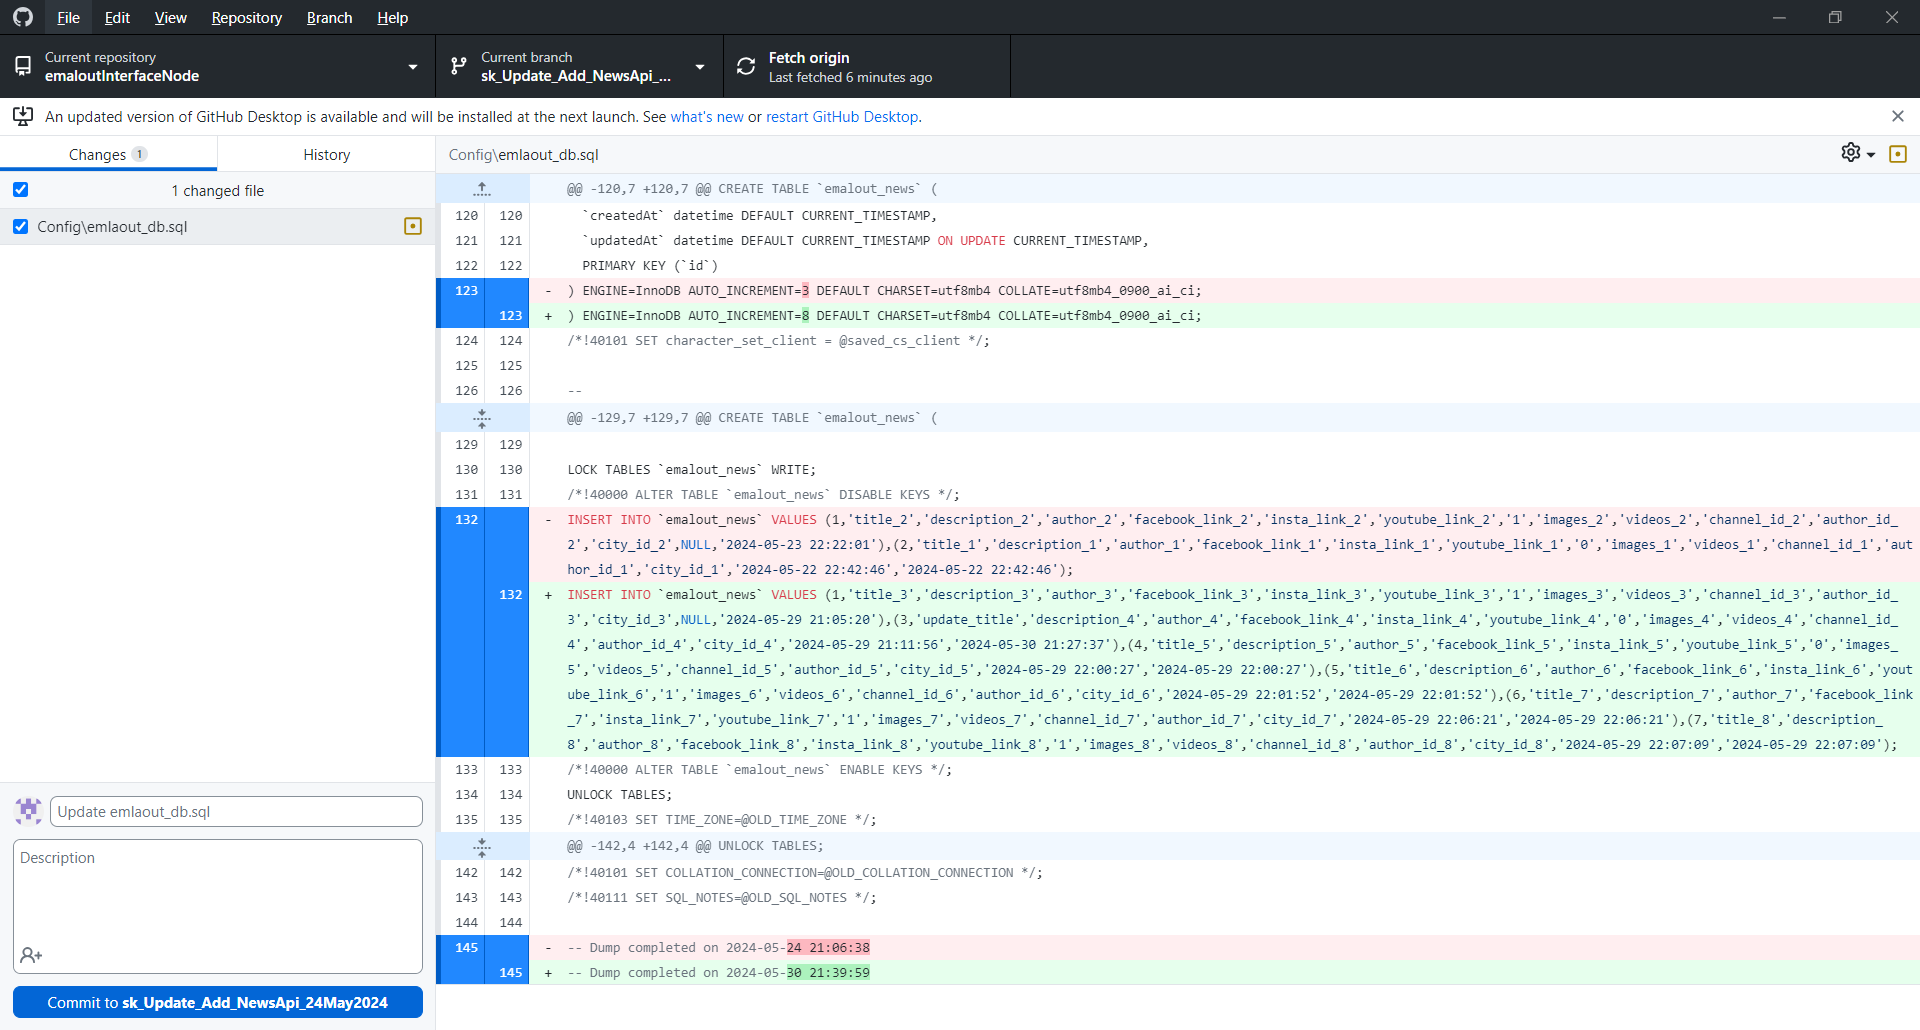 File Edit View Repository Branch Help
Current repository
emaloutInterfaceNode
Current branch
sk_Update_Add_NewsApi_...
Fetch origin
Last fetched 6 minutes ago
An updated version of GitHub Desktop is available and will be installed at the next launch. See what's new or restart GitHub Desktop.
Changes 1
History
Config\emlaout_db.sql
1 changed file
Config\emlaout_db.sql
@@ -120,7 +120,7 @@ CREATE TABLE `emalout_news` (
120 120 `createdAt` datetime DEFAULT CURRENT_TIMESTAMP,
121 121 `updatedAt` datetime DEFAULT CURRENT_TIMESTAMP ON UPDATE CURRENT_TIMESTAMP,
122 122 PRIMARY KEY (`id`)
123 - ) ENGINE=InnoDB AUTO_INCREMENT=3 DEFAULT CHARSET=utf8mb4 COLLATE=utf8mb4_0900_ai_ci;
123 + ) ENGINE=InnoDB AUTO_INCREMENT=8 DEFAULT CHARSET=utf8mb4 COLLATE=utf8mb4_0900_ai_ci;
124 124 /*!40101 SET character_set_client = @saved_cs_client */;
125 125
126 126 --
@@ -129,7 +129,7 @@ CREATE TABLE `emalout_news` (
129 129
130 130 LOCK TABLES `emalout_news` WRITE;
131 131 /*!40000 ALTER TABLE `emalout_news` DISABLE KEYS */;
132 - INSERT INTO `emalout_news` VALUES (1,'title_2','description_2','author_2','facebook_link_2','insta_link_2','youtube_link_2','1','images_2','videos_2','channel_id_2','author_id_
2','city_id_2',NULL,'2024-05-23 22:22:01'),(2,'title_1','description_1','author_1','facebook_link_1','insta_link_1','youtube_link_1','0','images_1','videos_1','channel_id_1','aut
hor_id_1','city_id_1','2024-05-22 22:42:46','2024-05-22 22:42:46');
132 + INSERT INTO `emalout_news` VALUES (1,'title_3','description_3','author_3','facebook_link_3','insta_link_3','youtube_link_3','1','images_3','videos_3','channel_id_3','author_id_
3','city_id_3',NULL,'2024-05-29 21:05:20'),(3,'update_title','description_4','author_4','facebook_link_4','insta_link_4','youtube_link_4','0','images_4','videos_4','channel_id_
4','author_id_4','city_id_4','2024-05-29 21:11:56','2024-05-30 21:27:37'),(4,'title_5','description_5','author_5','facebook_link_5','insta_link_5','youtube_link_5','0','images_
5','videos_5','channel_id_5','author_id_5','city_id_5','2024-05-29 22:00:27','2024-05-29 22:00:27'),(5,'title_6','description_6','author_6','facebook_link_6','insta_link_6','yout
ube_link_6','1','images_6','videos_6','channel_id_6','author_id_6','city_id_6','2024-05-29 22:01:52','2024-05-29 22:01:52'),(6,'title_7','description_7','author_7','facebook_link
_7','insta_link_7','youtube_link_7','1','images_7','videos_7','channel_id_7','author_id_7','city_id_7','2024-05-29 22:06:21','2024-05-29 22:06:21'),(7,'title_8','description_
8','author_8','facebook_link_8','insta_link_8','youtube_link_8','1','images_8','videos_8','channel_id_8','author_id_8','city_id_8','2024-05-29 22:07:09','2024-05-29 22:07:09');
133 133 /*!40000 ALTER TABLE `emalout_news` ENABLE KEYS */;
134 134 UNLOCK TABLES;
135 135 /*!40103 SET TIME_ZONE=@OLD_TIME_ZONE */;
@@ -142,4 +142,4 @@ UNLOCK TABLES;
142 142 /*!40101 SET COLLATION_CONNECTION=@OLD_COLLATION_CONNECTION */;
143 143 /*!40111 SET SQL_NOTES=@OLD_SQL_NOTES */;
144 144
145 - -- Dump completed on 2024-05-24 21:06:38
145 + -- Dump completed on 2024-05-30 21:39:59
Update emlaout_db.sql
Description
Commit to sk_Update_Add_NewsApi_24May2024